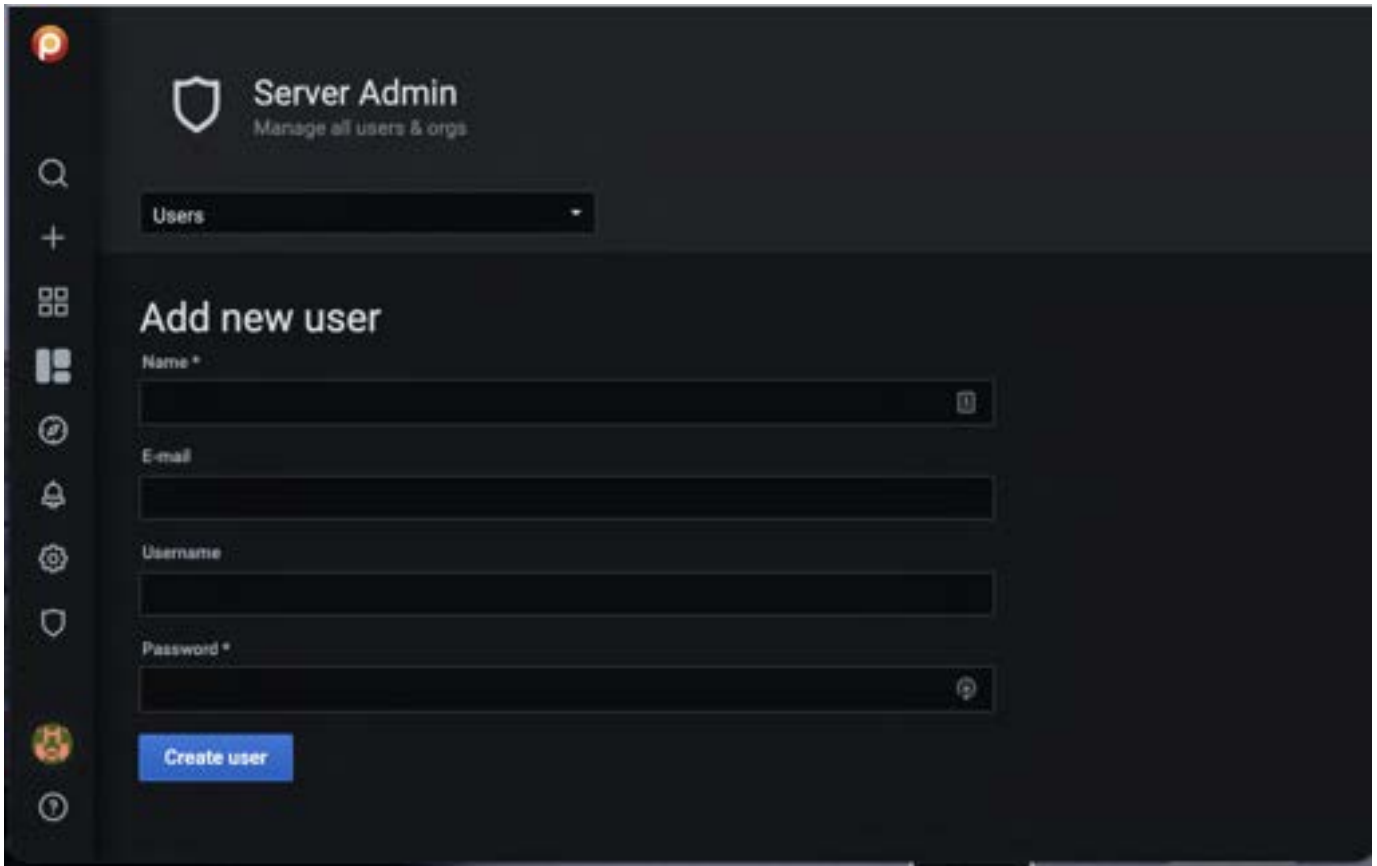 Server Admin
Manage all users & orgs
Users
Add new user
Name *
E-mail
Username
Password *
Create user